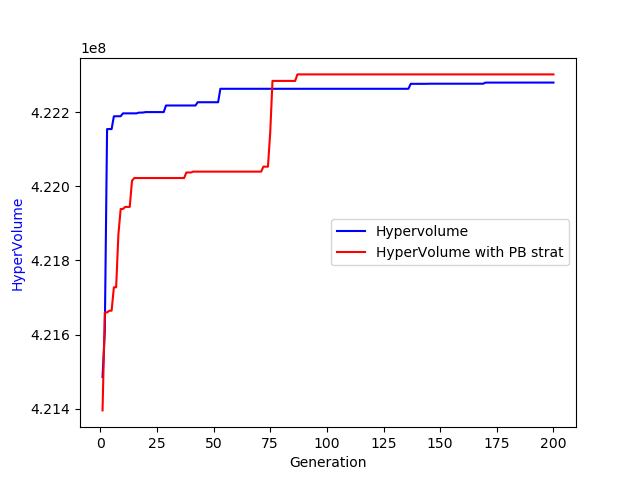 1e8
4.222
4.220
4.218
4.216
4.214
HyperVolume
Hypervolume
HyperVolume with PB strat
0 25 50 75 100 125 150 175 200
Generation